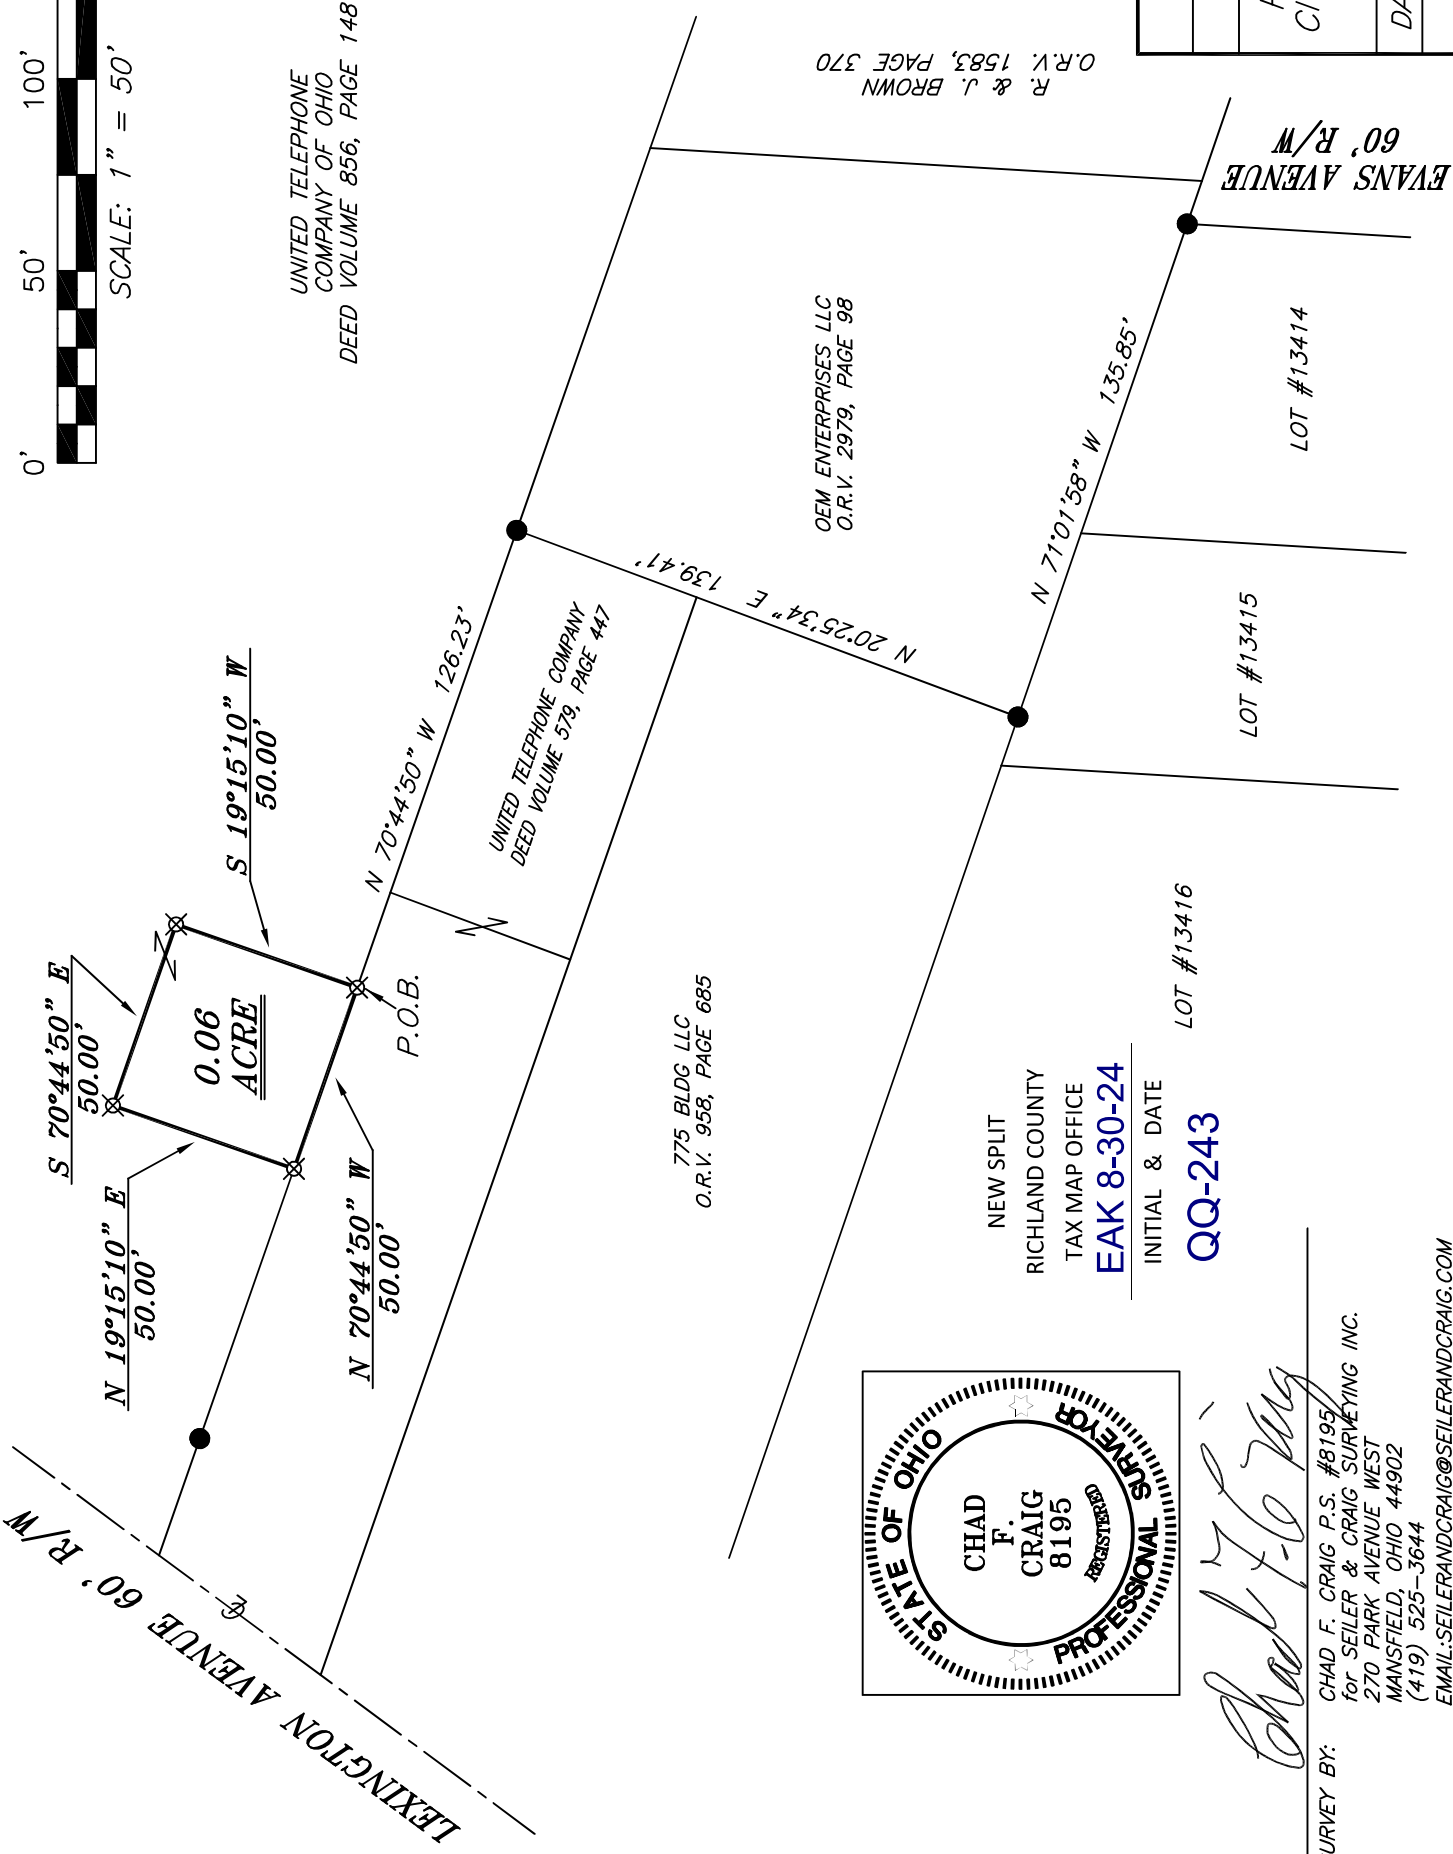 0' 50' 100'
SCALE: 1" = 50'
UNITED TELEPHONE
COMPANY OF OHIO
DEED VOLUME 856, PAGE 148
S 70°44'50" E
50.00'
S 19°15'10" W
50.00'
N 19°15'10" E
50.00'
N 70°44'50" W
50.00'
0.06
ACRE
P.O.B.
N 70°44'50" W 126.23'
UNITED TELEPHONE COMPANY
DEED VOLUME 579, PAGE 447
N 20°25'34" E 139.41'
OEM ENTERPRISES LLC
O.R.V. 2979, PAGE 98
R. & J. BROWN
O.R.V. 1583, PAGE 370
EVANS AVENUE
60' R/W
N 71°01'58" W 135.85'
LOT #13414
LOT #13415
LOT #13416
775 BLDG LLC
O.R.V. 958, PAGE 685
LEXINGTON AVENUE 60' R/W
NEW SPLIT
RICHLAND COUNTY
TAX MAP OFFICE
EAK 8-30-24
INITIAL & DATE
QQ-243
STATE OF OHIO
CHAD
F.
CRAIG
8195
REGISTERED
PROFESSIONAL SURVEYOR
Chad F. Craig
URVEY BY: CHAD F. CRAIG P.S. #8195
for SEILER & CRAIG SURVEYING INC.
270 PARK AVENUE WEST
MANSFIELD, OHIO 44902
(419) 525-3644
EMAIL:SEILERANDCRAIG@SEILERANDCRAIG.COM
CI
DA